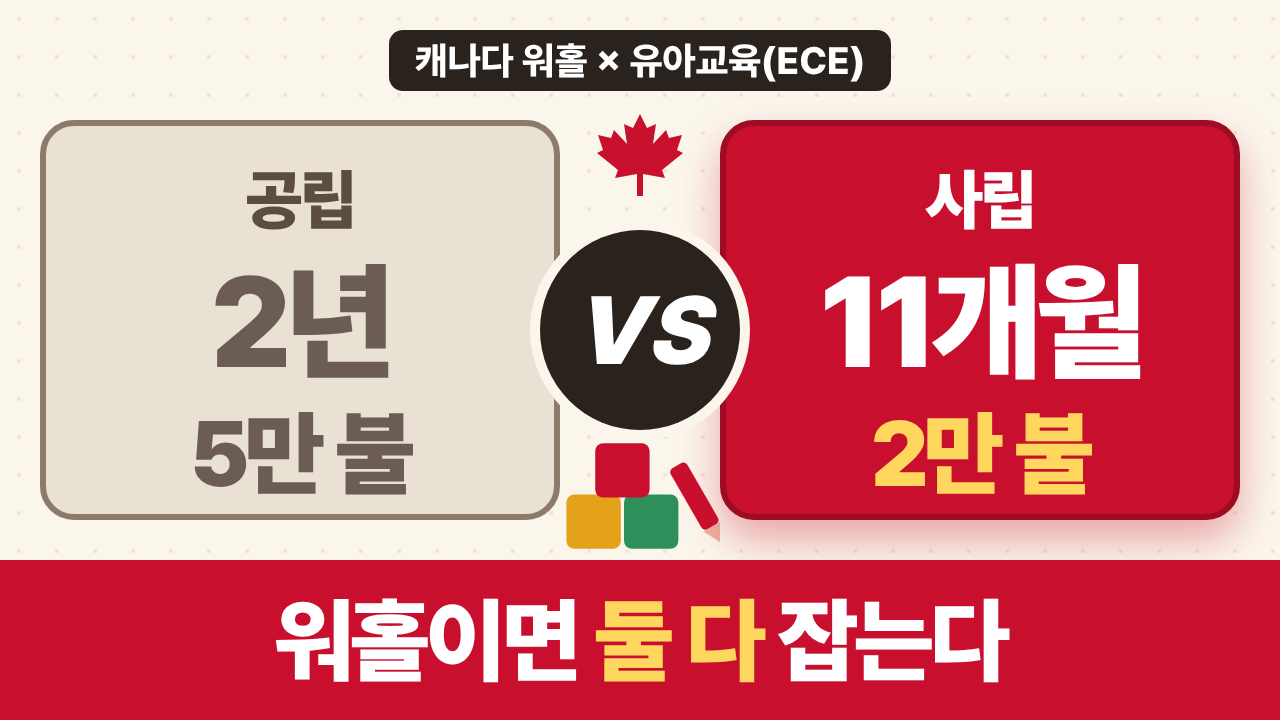 캐나다 워홀 × 유아교육(ECE)
공립
2년
5만 불
VS
사립
11개월
2만 불
워홀이면 둘 다 잡는다